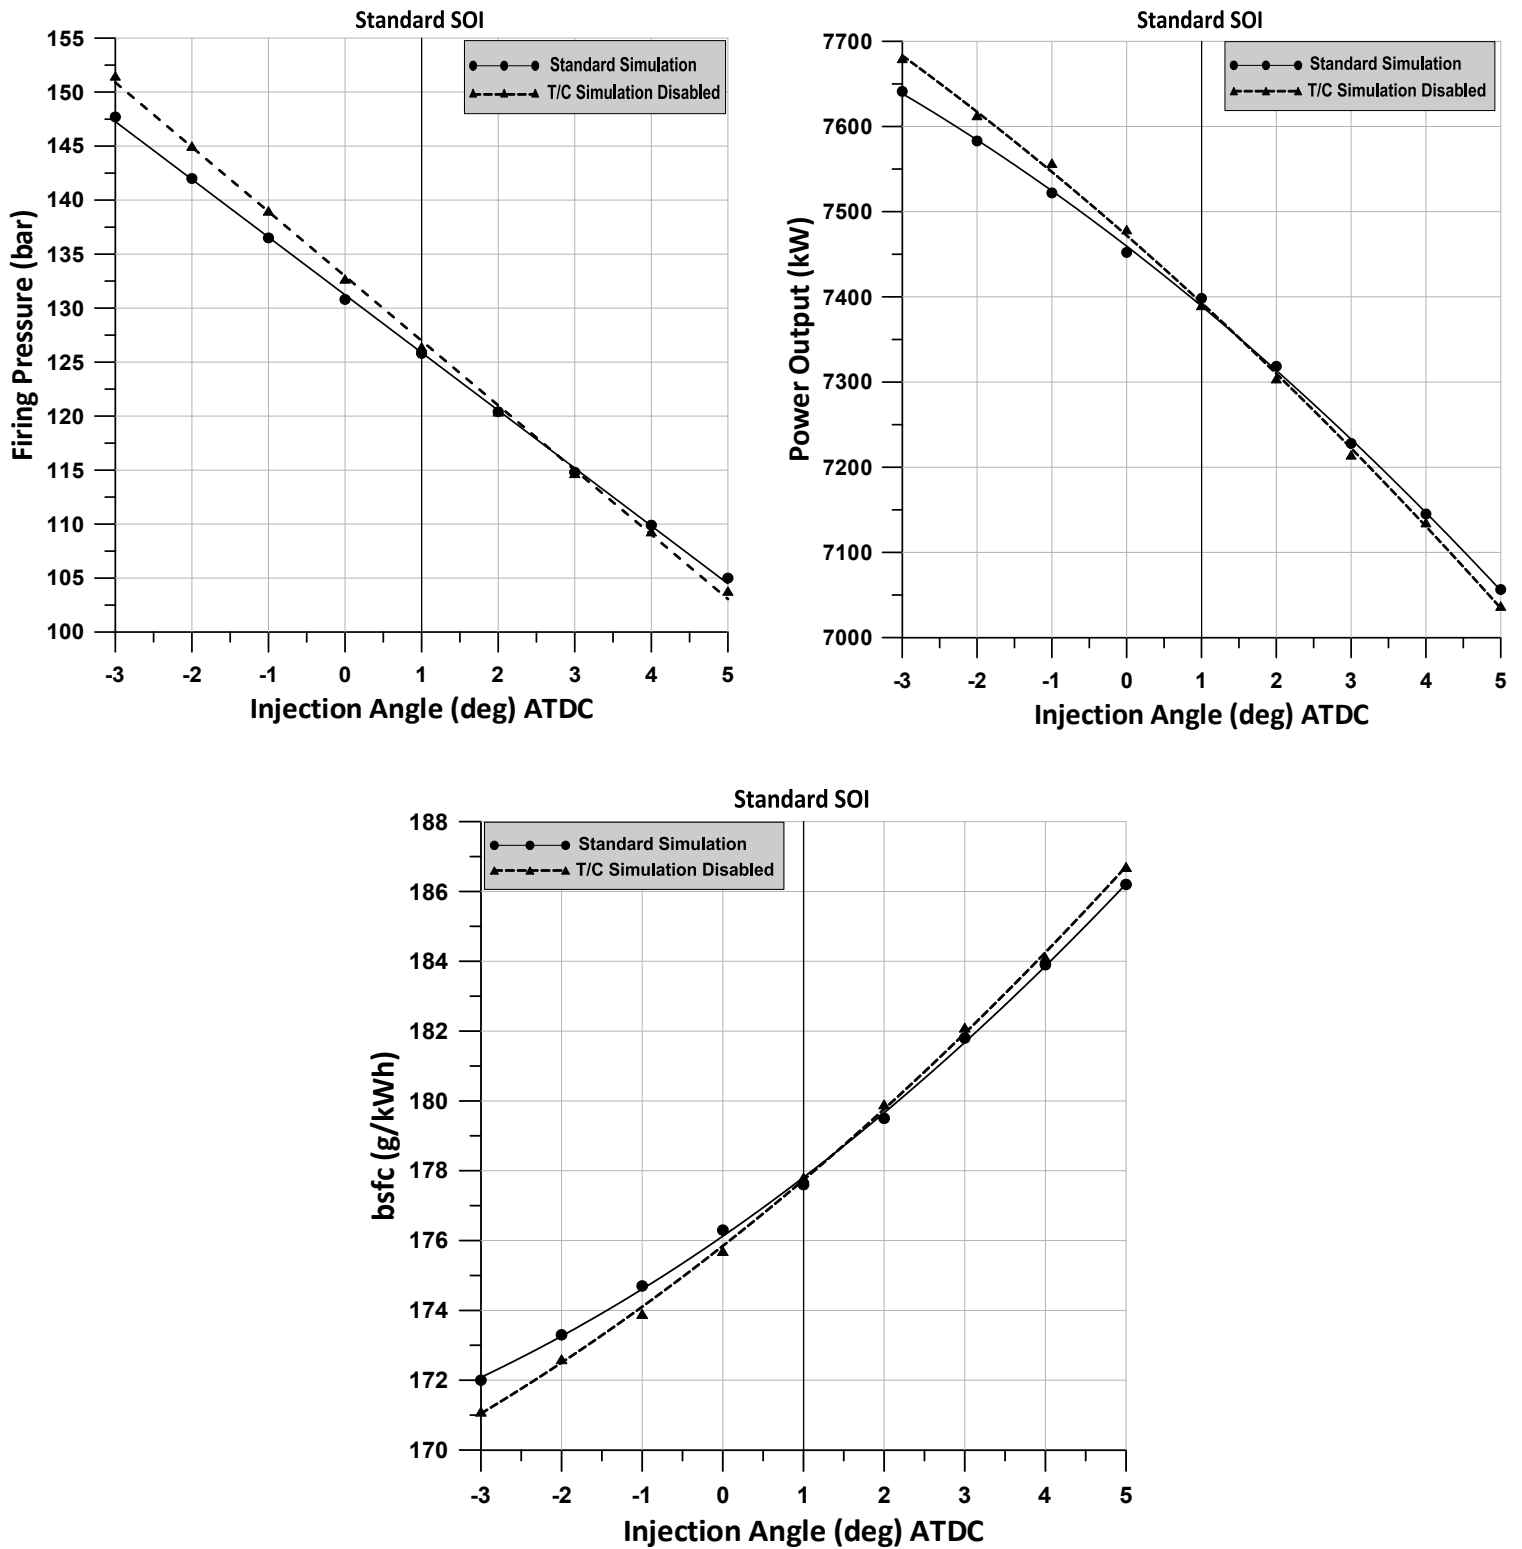 Standard SOI
Standard Simulation
T/C Simulation Disabled
155
150
145
140
135
130
125
120
115
110
105
100
Firing Pressure (bar)
-3 -2 -1 0 1 2 3 4 5
Injection Angle (deg) ATDC
Standard SOI
Standard Simulation
T/C Simulation Disabled
7700
7600
7500
7400
7300
7200
7100
7000
Power Output (kW)
-3 -2 -1 0 1 2 3 4 5
Injection Angle (deg) ATDC
Standard SOI
Standard Simulation
T/C Simulation Disabled
188
186
184
182
180
178
176
174
172
170
bsfc (g/kWh)
-3 -2 -1 0 1 2 3 4 5
Injection Angle (deg) ATDC